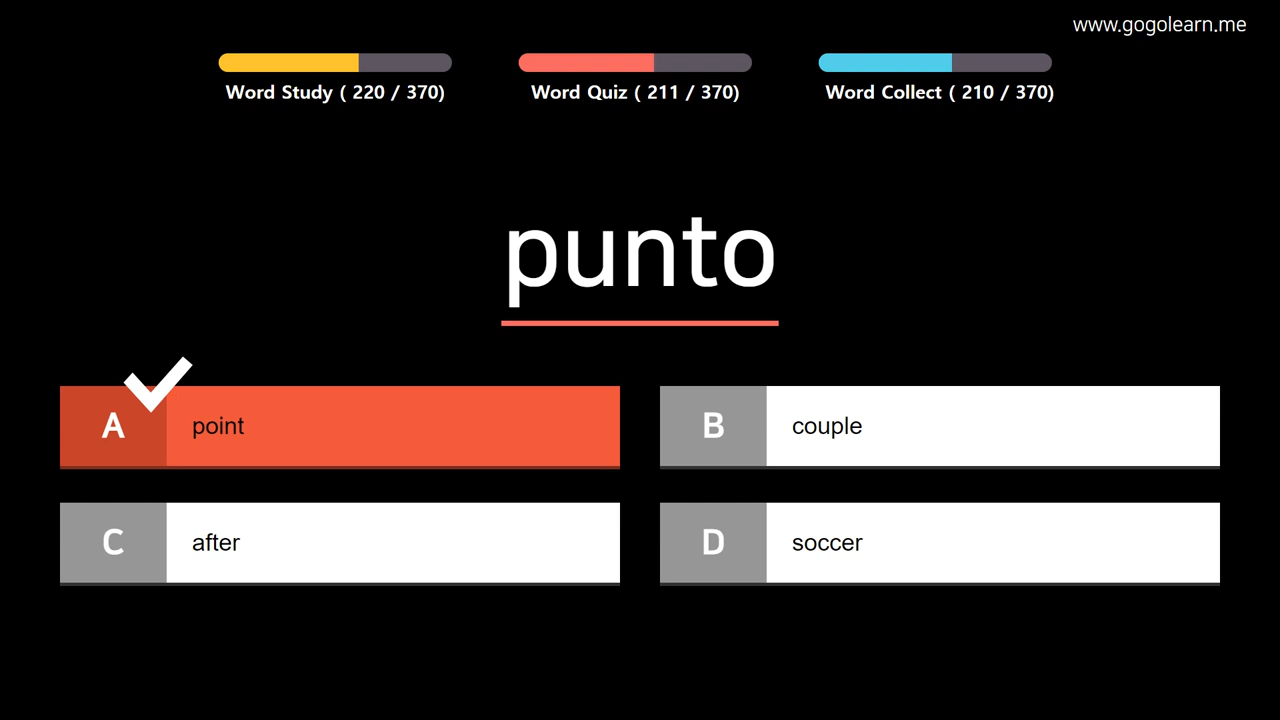 www.gogolearn.me
Word Study ( 220 / 370)
Word Quiz ( 211 / 370)
Word Collect ( 210 / 370)
punto
A point
B couple
C after
D soccer